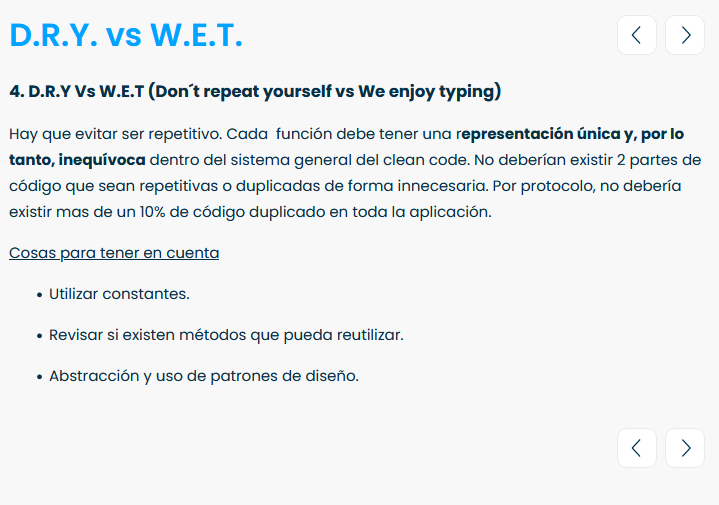 D.R.Y. vs W.E.T.
4. D.R.Y Vs W.E.T (Don´t repeat yourself vs We enjoy typing)
Hay que evitar ser repetitivo. Cada  función debe tener una representación única y, por lo
tanto, inequívoca dentro del sistema general del clean code. No deberían existir 2 partes de
código que sean repetitivas o duplicadas de forma innecesaria. Por protocolo, no debería
existir mas de un 10% de código duplicado en toda la aplicación.
Cosas para tener en cuenta
• Utilizar constantes.
• Revisar si existen métodos que pueda reutilizar.
• Abstracción y uso de patrones de diseño.